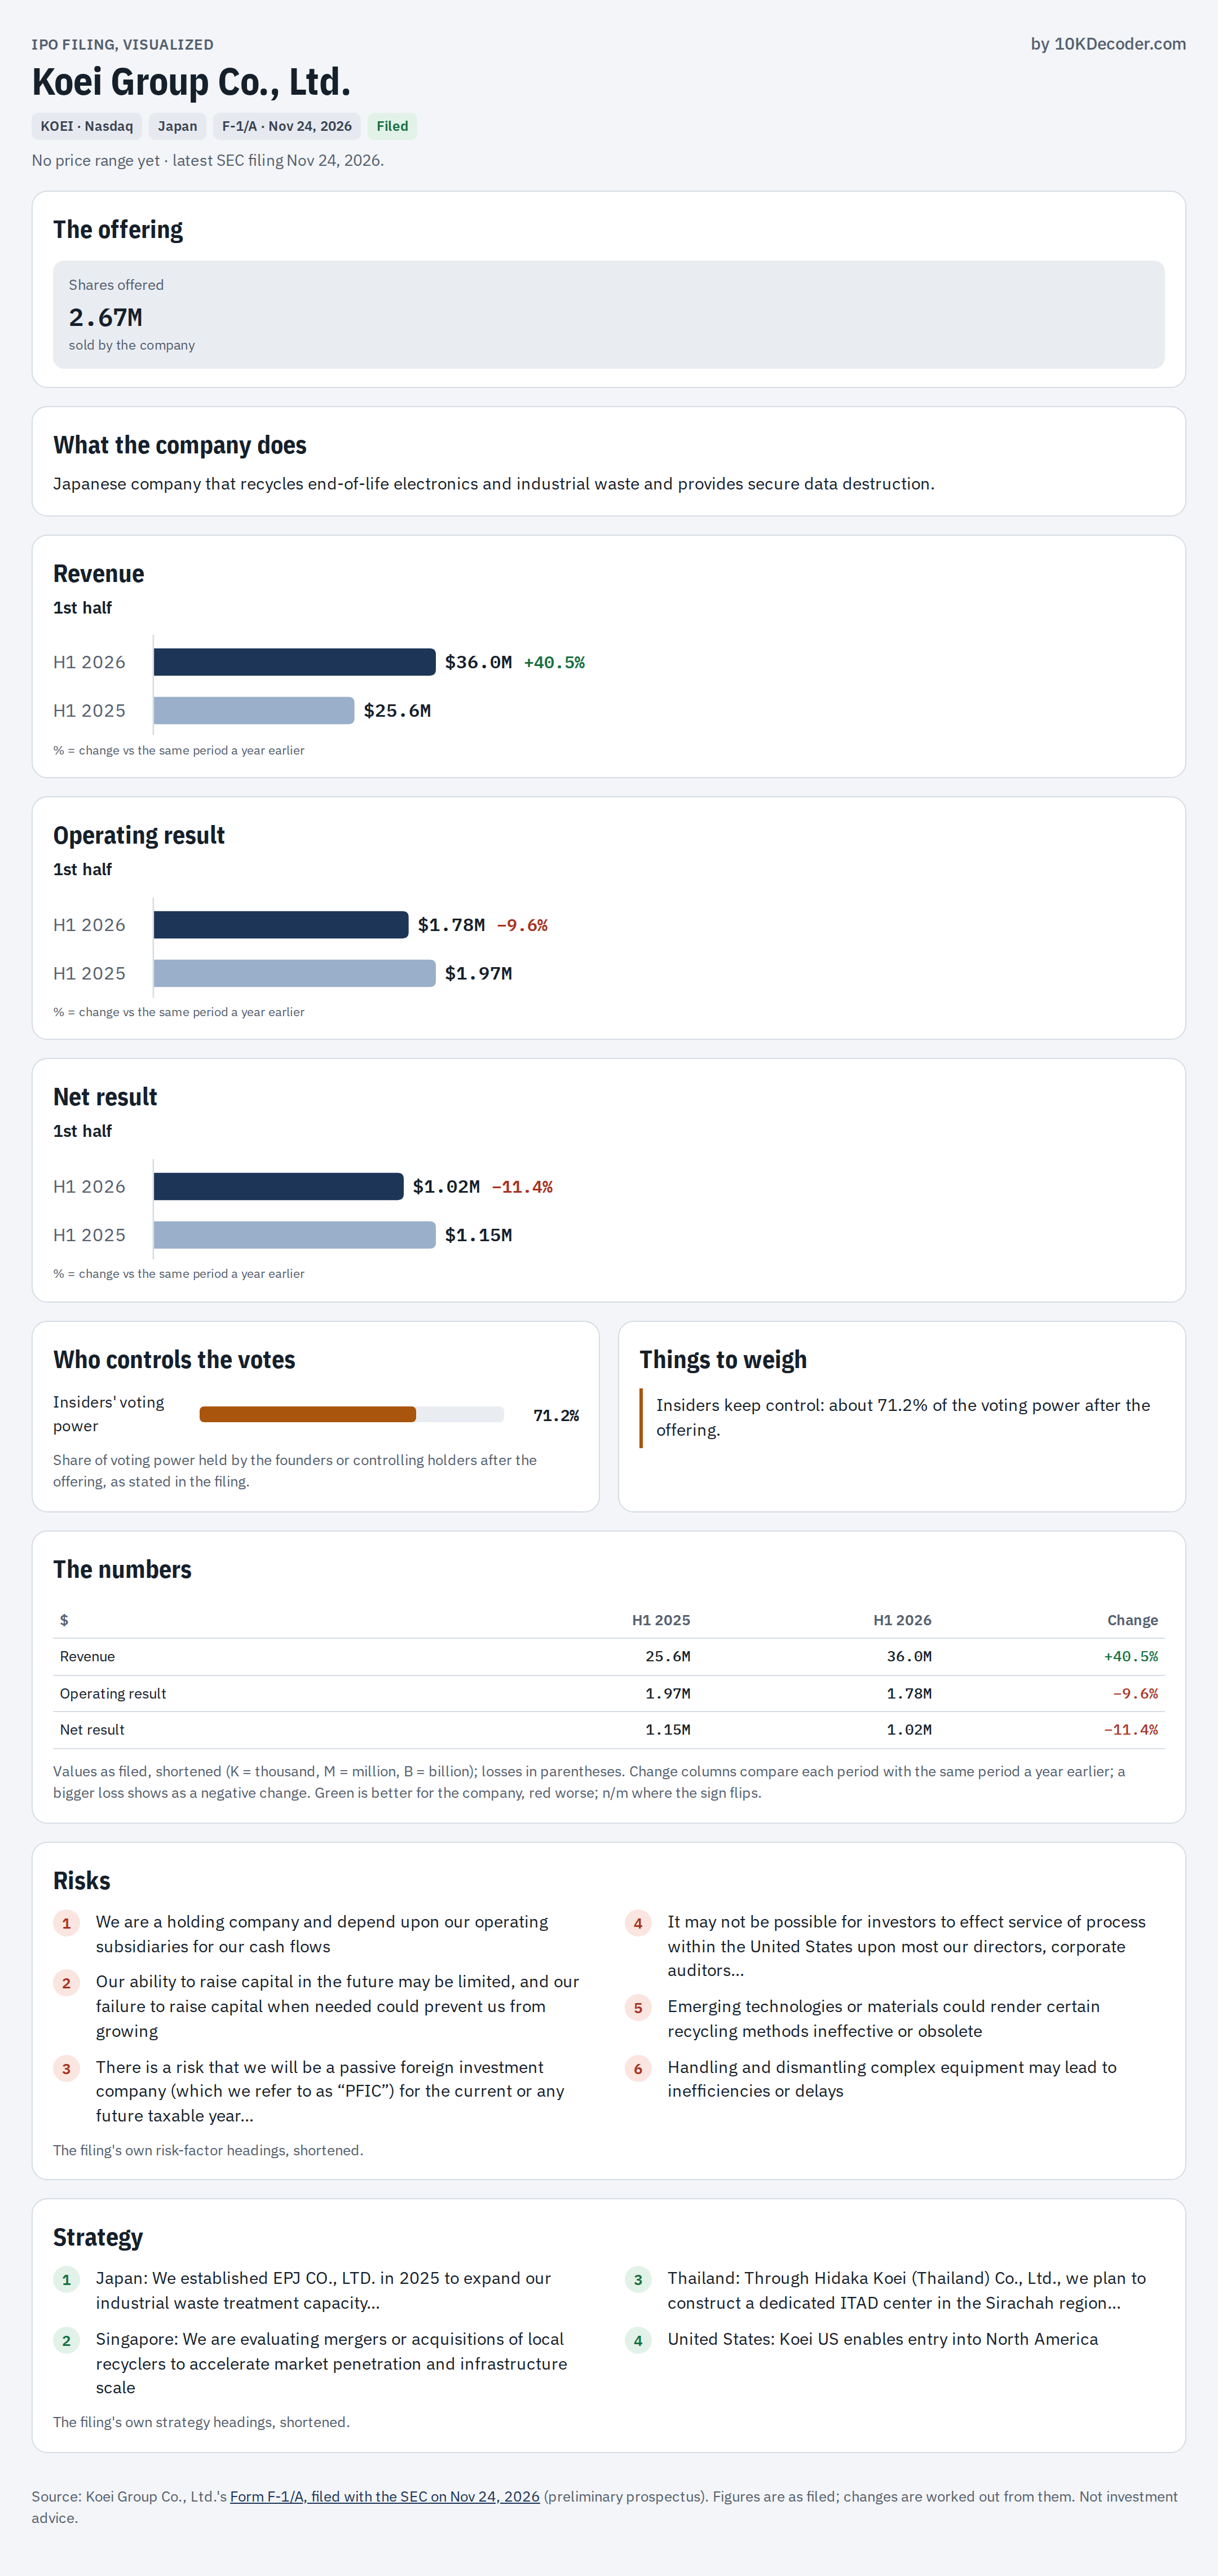 IPO FILING, VISUALIZED
by 10KDecoder.com
Koei Group Co., Ltd.
KOEI · Nasdaq
Japan
F-1/A · Nov 24, 2026
Filed
No price range yet · latest SEC filing Nov 24, 2026.
The offering
Shares offered
2.67M
sold by the company
What the company does
Japanese company that recycles end-of-life electronics and industrial waste and provides secure data destruction.
Revenue
1st half
H1 2026 $36.0M +40.5%
H1 2025 $25.6M
% = change vs the same period a year earlier
Operating result
1st half
H1 2026 $1.78M −9.6%
H1 2025 $1.97M
% = change vs the same period a year earlier
Net result
1st half
H1 2026 $1.02M −11.4%
H1 2025 $1.15M
% = change vs the same period a year earlier
Who controls the votes
Insiders' voting
power
71.2%
Share of voting power held by the founders or controlling holders after the
offering, as stated in the filing.
Things to weigh
Insiders keep control: about 71.2% of the voting power after the
offering.
The numbers
$ H1 2025 H1 2026 Change
Revenue 25.6M 36.0M +40.5%
Operating result 1.97M 1.78M −9.6%
Net result 1.15M 1.02M −11.4%
Values as filed, shortened (K = thousand, M = million, B = billion); losses in parentheses. Change columns compare each period with the same period a year earlier; a
bigger loss shows as a negative change. Green is better for the company, red worse; n/m where the sign flips.
Risks
1 We are a holding company and depend upon our operating
subsidiaries for our cash flows
2 Our ability to raise capital in the future may be limited, and our
failure to raise capital when needed could prevent us from
growing
3 There is a risk that we will be a passive foreign investment
company (which we refer to as “PFIC”) for the current or any
future taxable year…
4 It may not be possible for investors to effect service of process
within the United States upon most our directors, corporate
auditors…
5 Emerging technologies or materials could render certain
recycling methods ineffective or obsolete
6 Handling and dismantling complex equipment may lead to
inefficiencies or delays
The filing's own risk-factor headings, shortened.
Strategy
1 Japan: We established EPJ CO., LTD. in 2025 to expand our
industrial waste treatment capacity…
2 Singapore: We are evaluating mergers or acquisitions of local
recyclers to accelerate market penetration and infrastructure
scale
3 Thailand: Through Hidaka Koei (Thailand) Co., Ltd., we plan to
construct a dedicated ITAD center in the Sirachah region…
4 United States: Koei US enables entry into North America
The filing's own strategy headings, shortened.
Source: Koei Group Co., Ltd.'s Form F-1/A, filed with the SEC on Nov 24, 2026 (preliminary prospectus). Figures are as filed; changes are worked out from them. Not investment
advice.